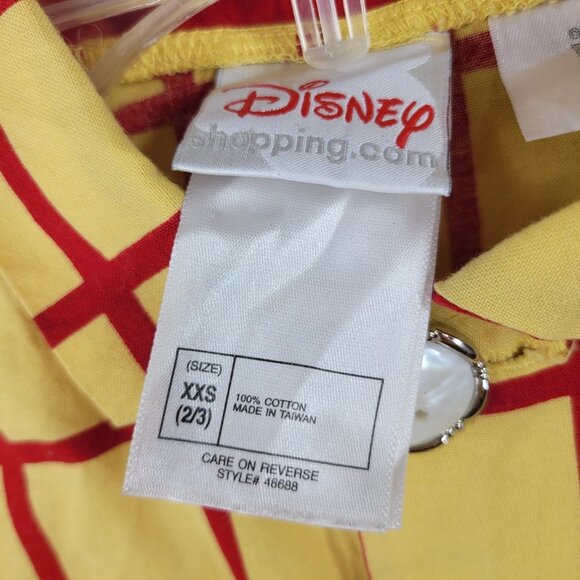 DISNEY
shopping.com
(SIZE)
XXS
(2/3)
100% COTTON
MADE IN TAIWAN
CARE ON REVERSE
STYLE# 46688